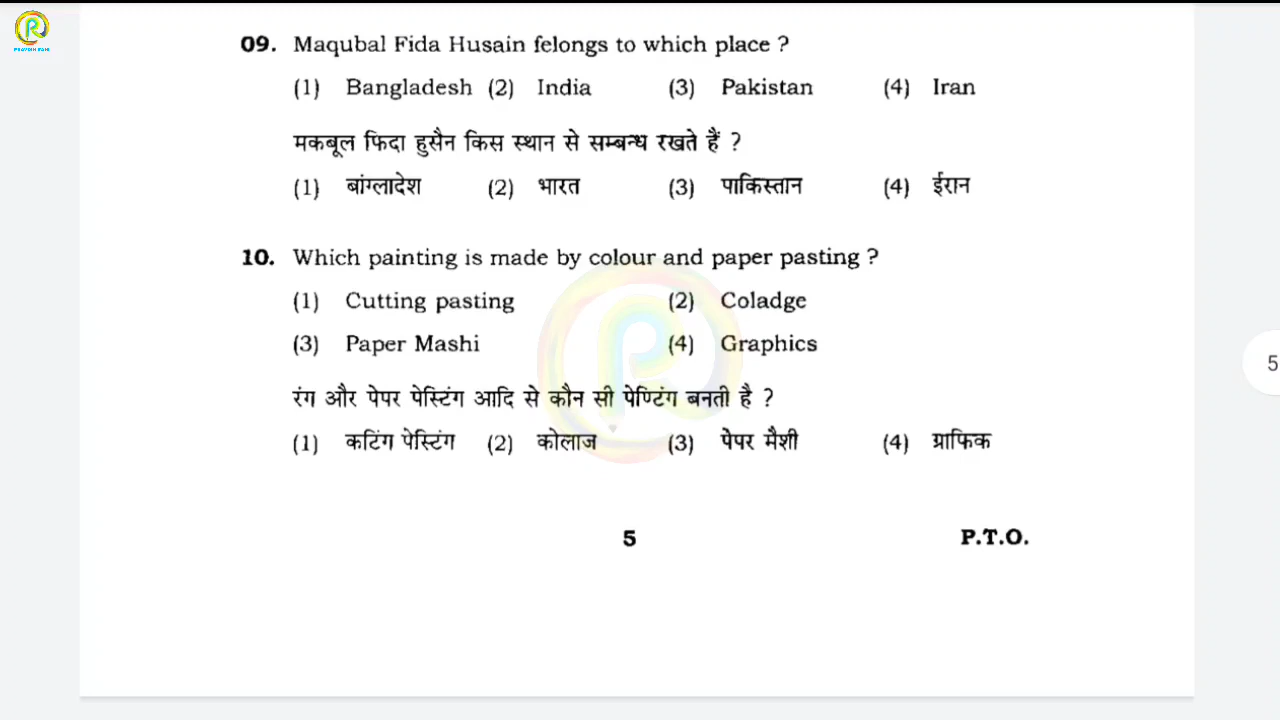 PRAVEEN RANI
09. Maqubal Fida Husain felongs to which place ?
(1) Bangladesh (2) India (3) Pakistan (4) Iran
मकबूल फिदा हुसैन किस स्थान से सम्बन्ध रखते हैं ?
(1) बांग्लादेश (2) भारत (3) पाकिस्तान (4) ईरान
10. Which painting is made by colour and paper pasting ?
(1) Cutting pasting (2) Coladge
(3) Paper Mashi (4) Graphics
रंग और पेपर पेस्टिंग आदि से कौन सी पेण्टिंग बनती है ?
(1) कटिंग पेस्टिंग (2) कोलाज (3) पेपर मैशी (4) ग्राफिक
5
5 P.T.O.